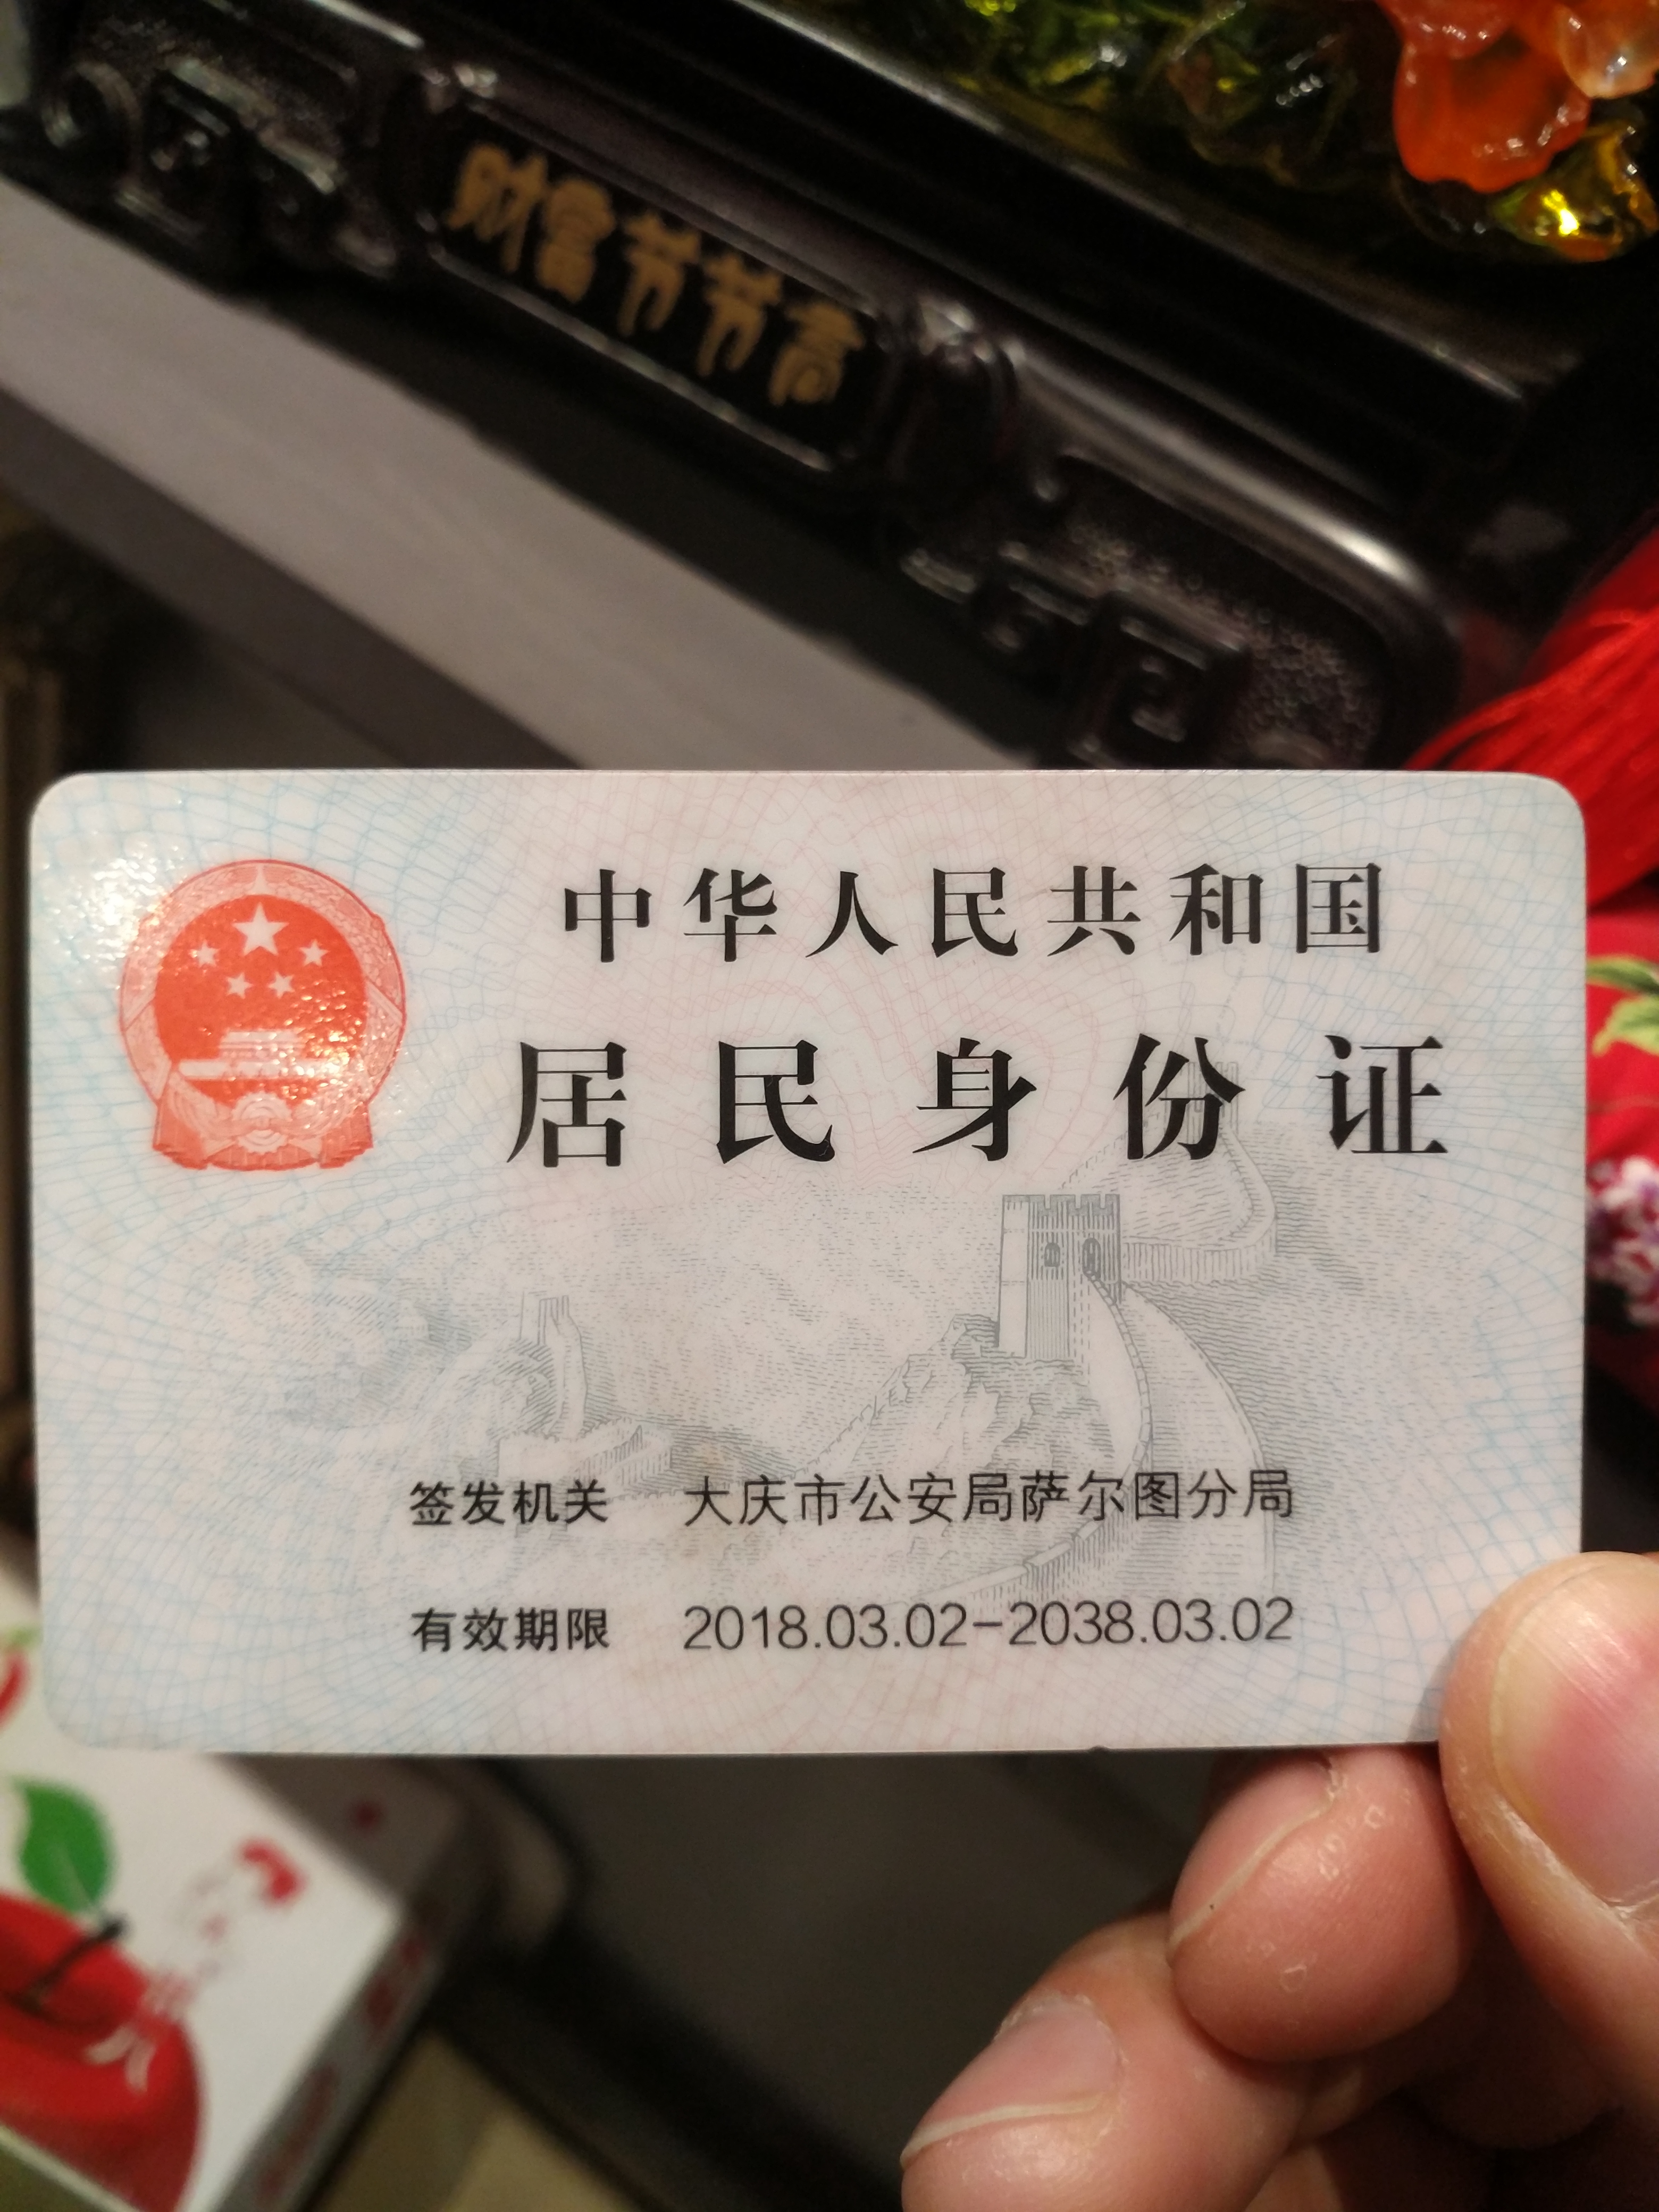 财富节节高
中华人民共和国
居民身份证
签发机关 大庆市公安局萨尔图分局
有效期限 2018.03.02-2038.03.02